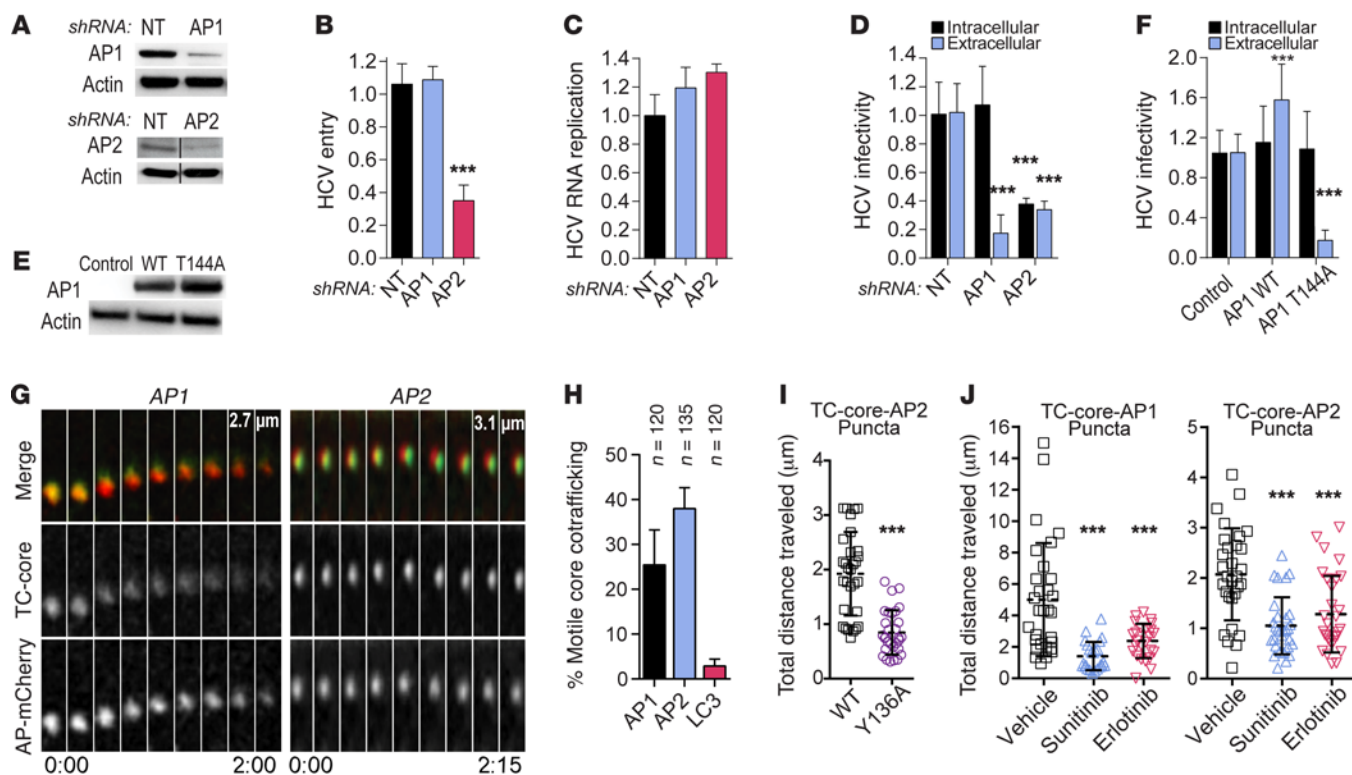 A
shRNA: NT AP1
AP1
Actin
shRNA: NT AP2
AP2
Actin
B
HCV entry
1.2
1.0
0.8
0.6
0.4
0.2
0.0
***
shRNA: NT AP1 AP2
C
HCV RNA replication
1.4
1.2
1.0
0.8
0.6
0.4
0.2
0.0
shRNA: NT AP1 AP2
D
Intracellular
Extracellular
HCV infectivity
1.4
1.2
1.0
0.8
0.6
0.4
0.2
0.0
***
***
***
shRNA: NT AP1 AP2
E
Control WT T144A
AP1
Actin
F
Intracellular
Extracellular
HCV infectivity
2.0
1.6
1.2
0.8
0.4
0.0
***
***
Control AP1 WT AP1 T144A
G
AP1 AP2
2.7 µm 3.1 µm
Merge
TC-core
AP-mCherry
0:00 2:00 0:00 2:15
H
n = 120 n = 135 n = 120
% Motile core cotrafficking
50
40
30
20
10
0
AP1 AP2 LC3
I
TC-core-AP2
Puncta
Total distance traveled (µm)
4
3
2
1
0
***
WT Y136A
J
TC-core-AP1
Puncta
Total distance traveled (µm)
16
14
12
10
8
6
4
2
0
*** ***
Vehicle Sunitinib Erlotinib
TC-core-AP2
Puncta
5
4
3
2
1
0
*** ***
Vehicle Sunitinib Erlotinib